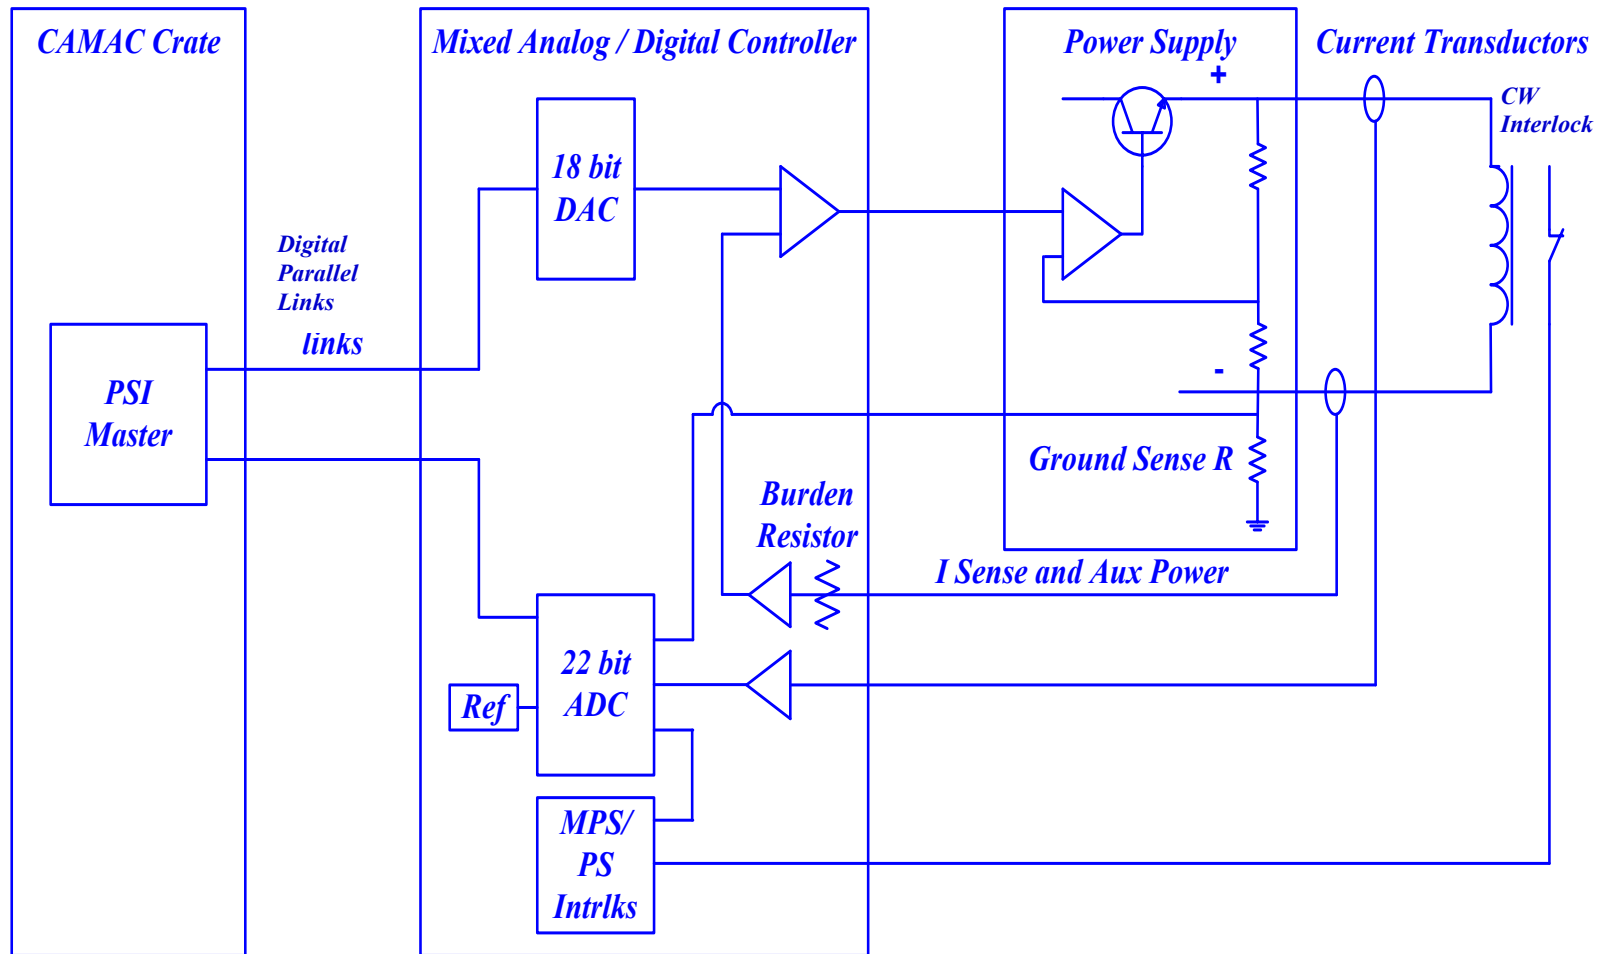 CAMAC Crate
Mixed Analog / Digital Controller
Power Supply
Current Transductors
+
CW
Interlock
18 bit
DAC
Digital
Parallel
Links
links
PSI
Master
-
Ground Sense R
Burden
Resistor
I Sense and Aux Power
22 bit
ADC
Ref
MPS/
PS
Intrlks